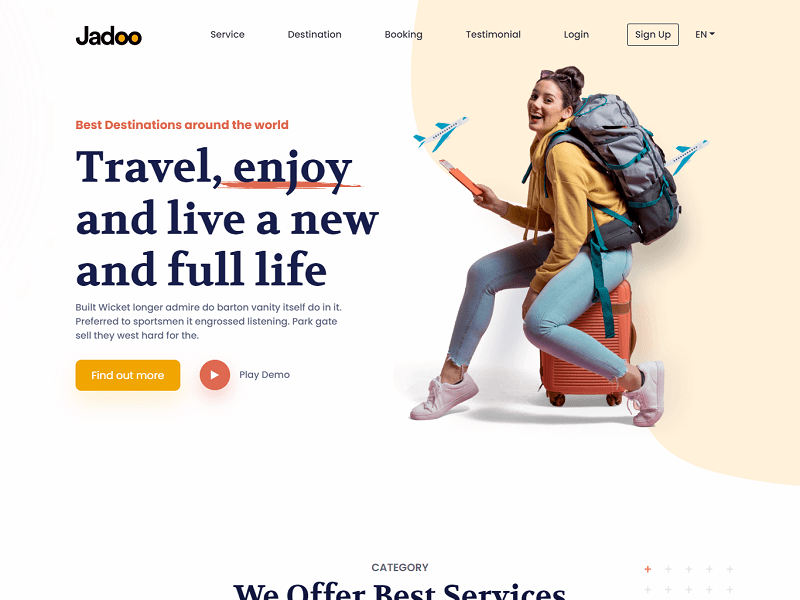 Jadoo
Service
Destination
Booking
Testimonial
Login
Sign Up
EN
Best Destinations around the world
Travel, enjoy
and live a new
and full life
Built Wicket longer admire do barton vanity itself do in it.
Preferred to sportsmen it engrossed listening. Park gate
sell they west hard for the.
Find out more
Play Demo
CATEGORY
We Offer Best Services